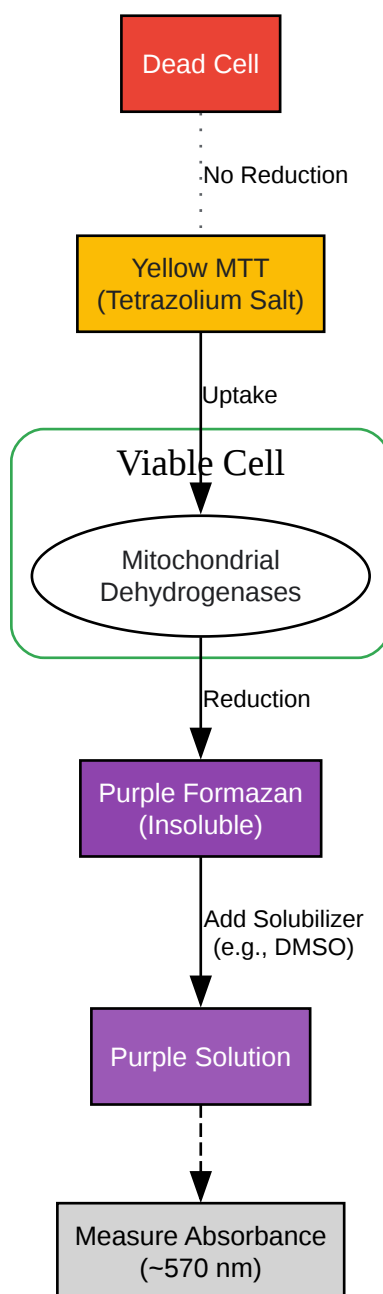 Dead Cell
No Reduction
Yellow MTT
(Tetrazolium Salt)
Uptake
Viable Cell
Mitochondrial
Dehydrogenases
Reduction
Purple Formazan
(Insoluble)
Add Solubilizer
(e.g., DMSO)
Purple Solution
Measure Absorbance
(~570 nm)